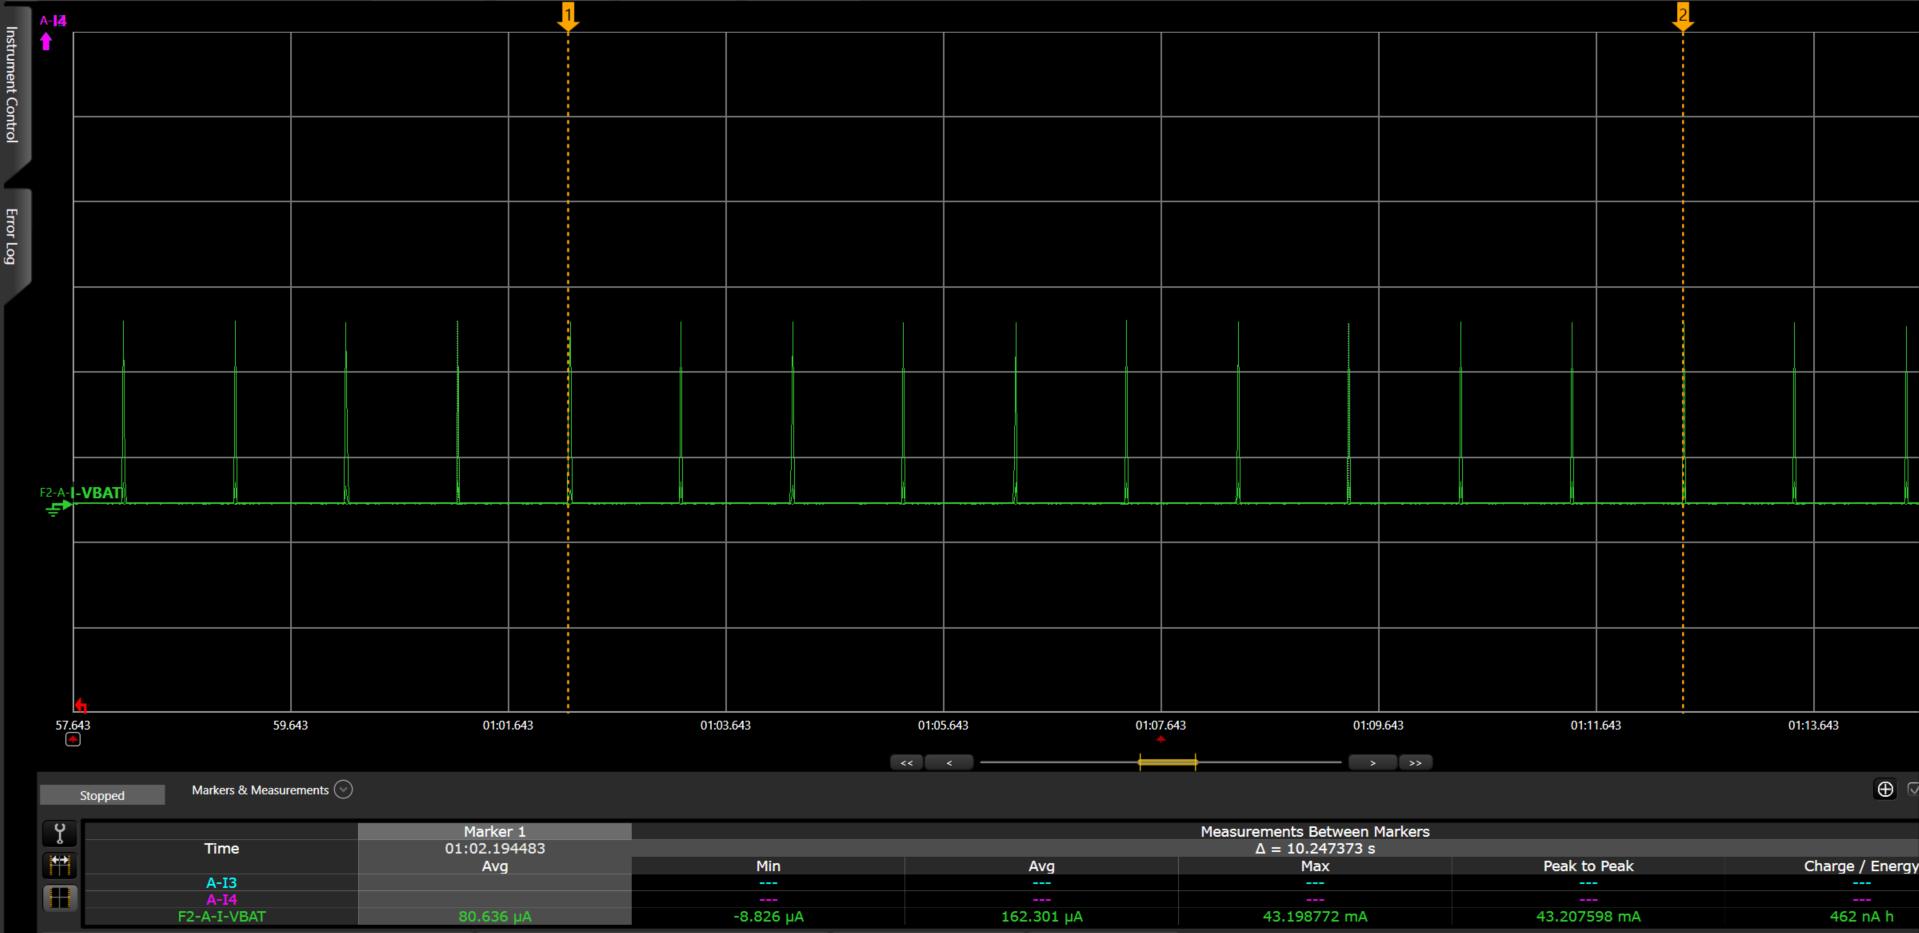 A-I4
1
2
Instrument Control
Error Log
F2-A-I-VBAT
57.643
59.643
01:01.643
01:03.643
01:05.643
01:07.643
01:09.643
01:11.643
01:13.643
<<
<
>
>>
Stopped
Markers & Measurements
Marker 1
Measurements Between Markers
Time
01:02.194483
Δ = 10.247373 s
Avg
Min
Avg
Max
Peak to Peak
Charge / Energy
A-I3
---
---
---
---
---
A-I4
---
---
---
---
---
F2-A-I-VBAT
80.636 µA
-8.826 µA
162.301 µA
43.198772 mA
43.207598 mA
462 nA h